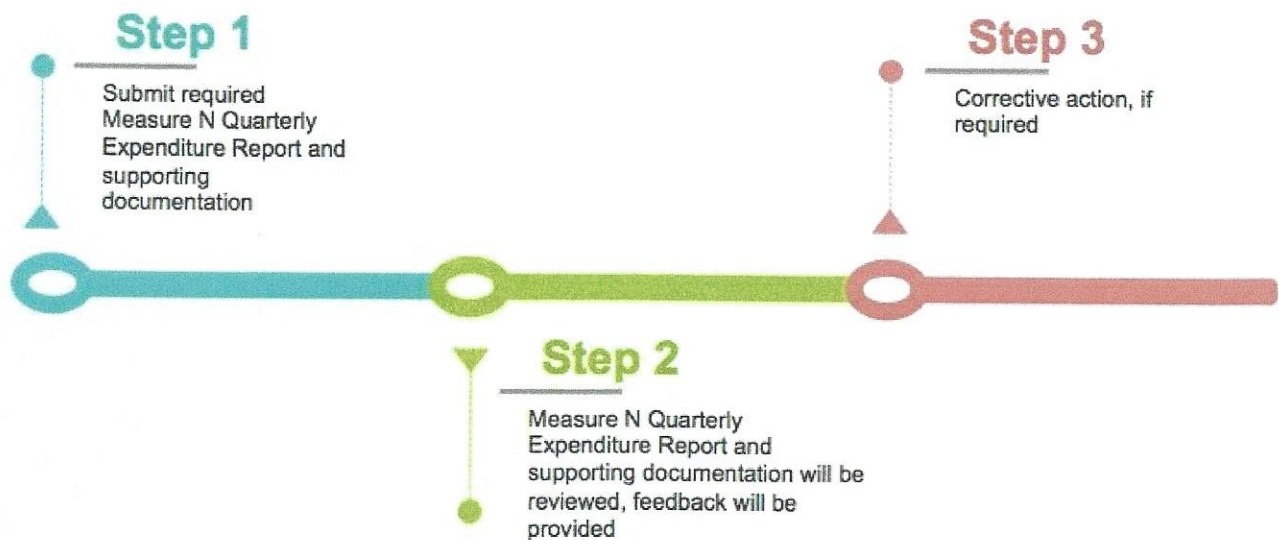 Step 1
Submit required
Measure N Quarterly
Expenditure Report and
supporting
documentation
Step 2
Measure N Quarterly
Expenditure Report and
supporting documentation will be
reviewed, feedback will be
provided
Step 3
Corrective action, if
required